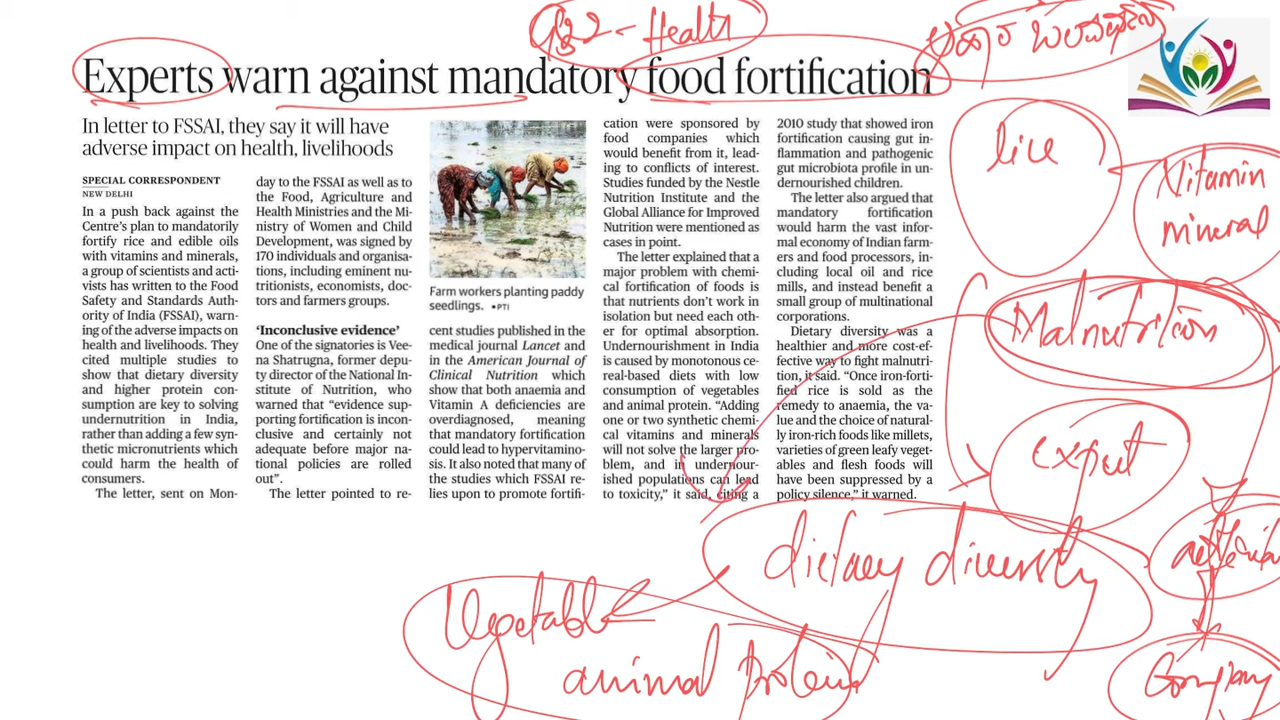 GS2 - Health
Experts warn against mandatory food fortification
In letter to FSSAI, they say it will have
adverse impact on health, livelihoods
SPECIAL CORRESPONDENT
NEW DELHI
In a push back against the
Centre's plan to mandatorily
fortify rice and edible oils
with vitamins and minerals,
a group of scientists and acti-
vists has written to the Food
Safety and Standards Auth-
ority of India (FSSAI), warn-
ing of the adverse impacts on
health and livelihoods. They
cited multiple studies to
show that dietary diversity
and higher protein con-
sumption are key to solving
undernutrition in India,
rather than adding a few syn-
thetic micronutrients which
could harm the health of
consumers.
The letter, sent on Mon-
day to the FSSAI as well as to
the Food, Agriculture and
Health Ministries and the Mi-
nistry of Women and Child
Development, was signed by
170 individuals and organisa-
tions, including eminent nu-
tritionists, economists, doc-
tors and farmers groups.
'Inconclusive evidence'
One of the signatories is Vee-
na Shatrugna, former depu-
ty director of the National In-
stitute of Nutrition, who
warned that "evidence sup-
porting fortification is incon-
clusive and certainly not
adequate before major na-
tional policies are rolled
out".
The letter pointed to re-
Farm workers planting paddy
seedlings. •PTI
cent studies published in the
medical journal Lancet and
in the American Journal of
Clinical Nutrition which
show that both anaemia and
Vitamin A deficiencies are
overdiagnosed, meaning
that mandatory fortification
could lead to hypervitamino-
sis. It also noted that many of
the studies which FSSAI re-
lies upon to promote fortifi-
cation were sponsored by
food companies which
would benefit from it, lead-
ing to conflicts of interest.
Studies funded by the Nestle
Nutrition Institute and the
Global Alliance for Improved
Nutrition were mentioned as
cases in point.
The letter explained that a
major problem with chemi-
cal fortification of foods is
that nutrients don't work in
isolation but need each oth-
er for optimal absorption.
Undernourishment in India
is caused by monotonous ce-
real-based diets with low
consumption of vegetables
and animal protein. "Adding
one or two synthetic chemi-
cal vitamins and minerals
will not solve the larger pro-
blem, and in undernour-
ished populations can lead
to toxicity," it said, citing a
2010 study that showed iron
fortification causing gut in-
flammation and pathogenic
gut microbiota profile in un-
dernourished children.
The letter also argued that
mandatory fortification
would harm the vast infor-
mal economy of Indian farm-
ers and food processors, in-
cluding local oil and rice
mills, and instead benefit a
small group of multinational
corporations.
Dietary diversity was a
healthier and more cost-ef-
fective way to fight malnutri-
tion, it said. "Once iron-forti-
fied rice is sold as the
remedy to anaemia, the va-
lue and the choice of natural-
ly iron-rich foods like millets,
varieties of green leafy veget-
ables and flesh foods will
have been suppressed by a
policy silence," it warned.
rice
Vitamin
mineral
Malnutrition
expert
dietary diversity
Vegetable
animal protein
Company